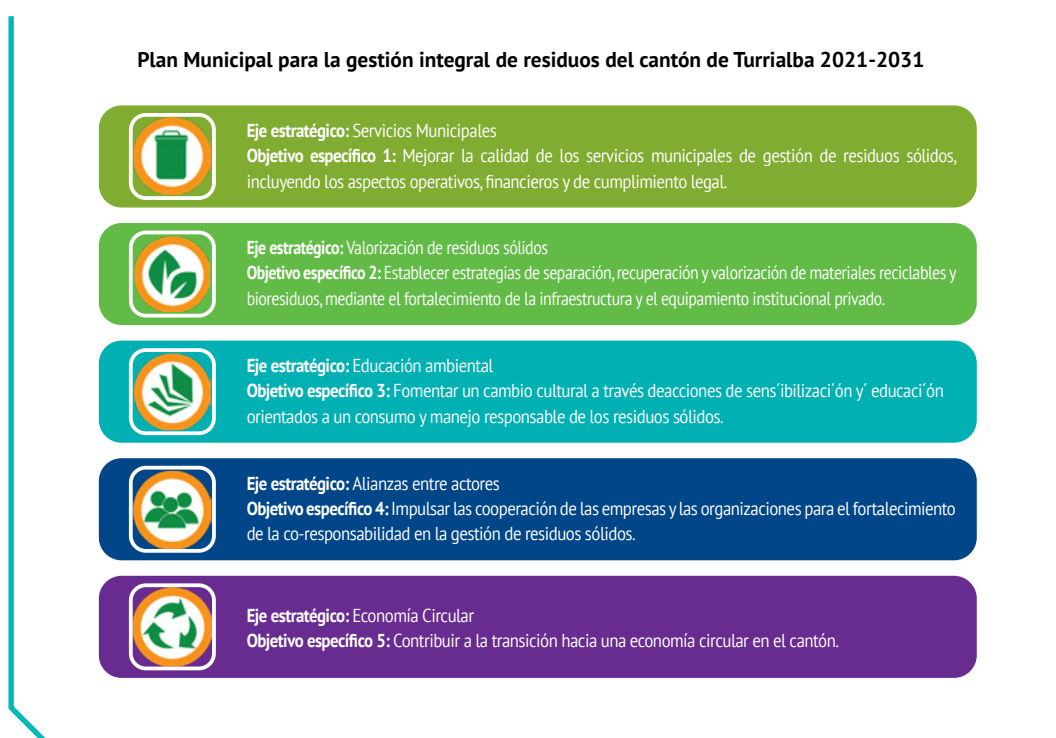 Plan Municipal para la gestión integral de residuos del cantón de Turrialba 2021-2031
Eje estratégico: Servicios Municipales
Objetivo específico 1: Mejorar la calidad de los servicios municipales de gestión de residuos sólidos,
incluyendo los aspectos operativos, financieros y de cumplimiento legal.
Eje estratégico: Valorización de residuos sólidos
Objetivo específico 2: Establecer estrategias de separación, recuperación y valorización de materiales reciclables y
bioresiduos, mediante el fortalecimiento de la infraestructura y el equipamiento institucional privado.
Eje estratégico: Educación ambiental
Objetivo específico 3: Fomentar un cambio cultural a través deacciones de sens´ibilizaci´ón y´ educaci´ón
orientados a un consumo y manejo responsable de los residuos sólidos.
Eje estratégico: Alianzas entre actores
Objetivo específico 4: Impulsar las cooperación de las empresas y las organizaciones para el fortalecimiento
de la co-responsabilidad en la gestión de residuos sólidos.
Eje estratégico: Economía Circular
Objetivo específico 5: Contribuir a la transición hacia una economía circular en el cantón.